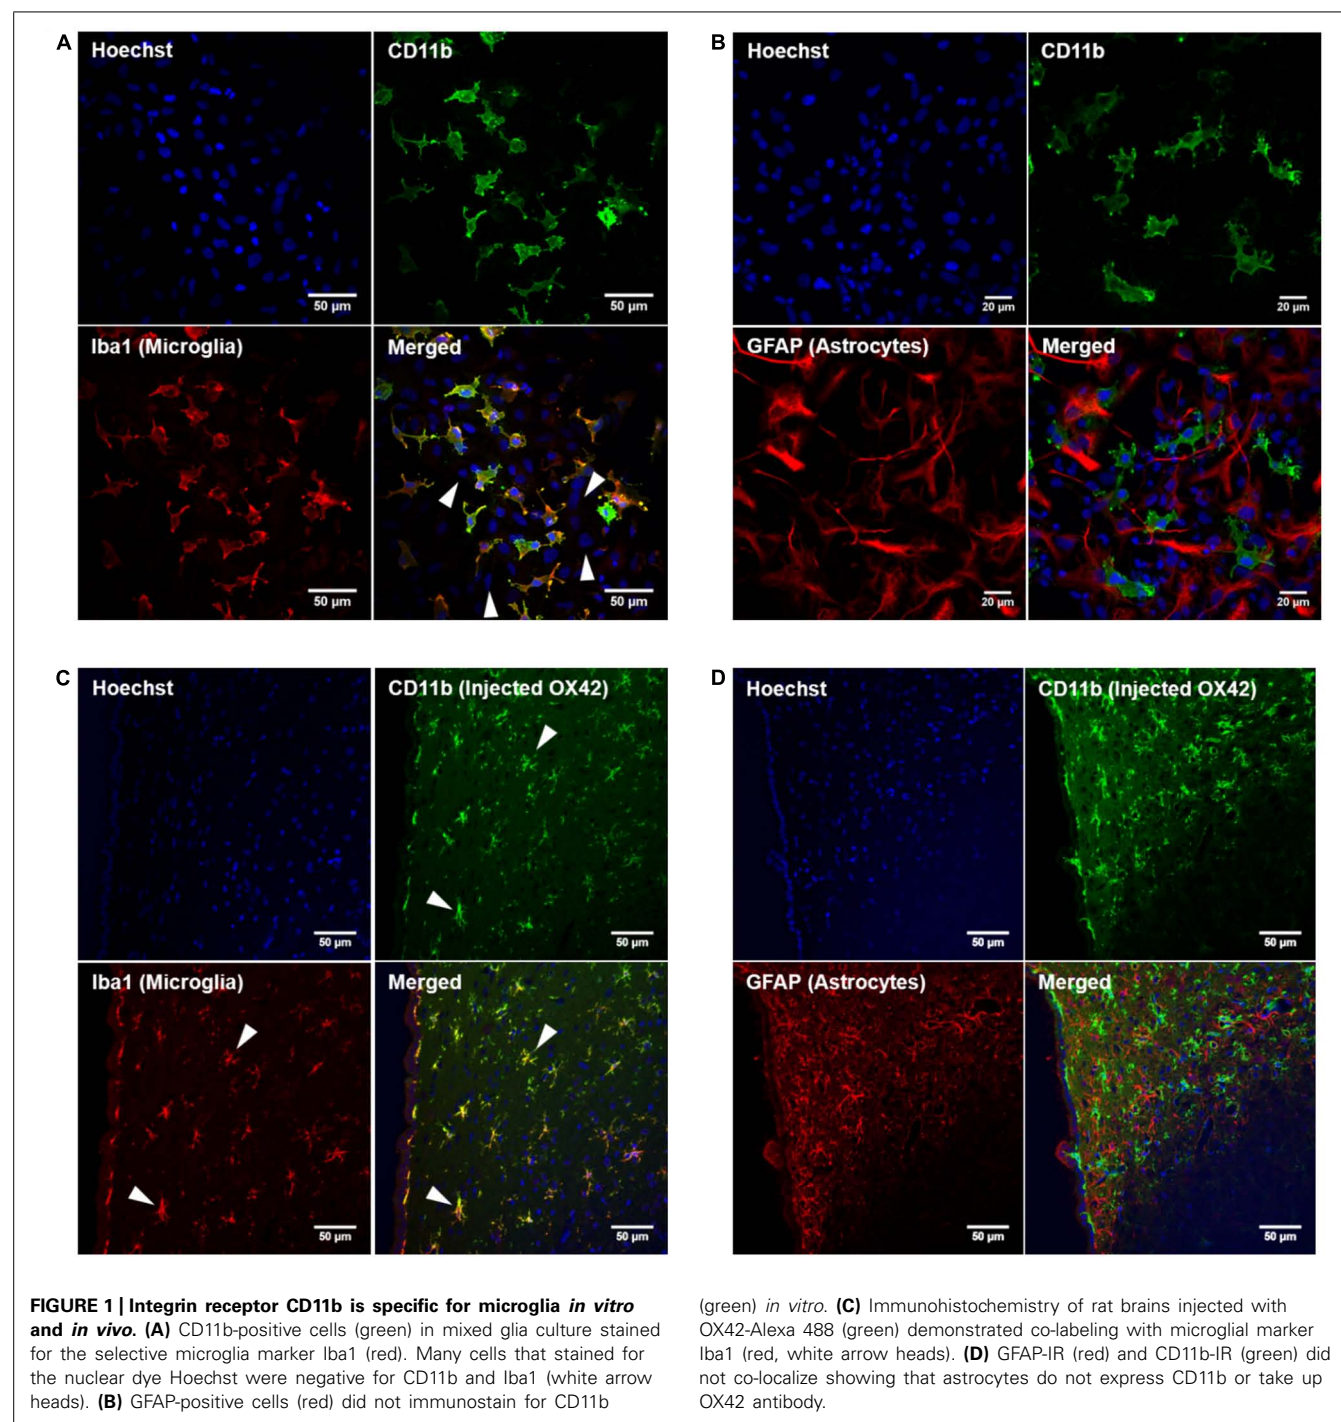 A
Hoechst
CD11b
50 µm
50 µm
Iba1 (Microglia)
Merged
50 µm
50 µm
B
Hoechst
CD11b
20 µm
20 µm
GFAP (Astrocytes)
Merged
20 µm
20 µm
C
Hoechst
CD11b (Injected OX42)
50 µm
50 µm
Iba1 (Microglia)
Merged
50 µm
50 µm
D
Hoechst
CD11b (Injected OX42)
50 µm
50 µm
GFAP (Astrocytes)
Merged
50 µm
50 µm
FIGURE 1 | Integrin receptor CD11b is specific for microglia in vitro
and in vivo. (A) CD11b-positive cells (green) in mixed glia culture stained
for the selective microglia marker Iba1 (red). Many cells that stained for
the nuclear dye Hoechst were negative for CD11b and Iba1 (white arrow
heads). (B) GFAP-positive cells (red) did not immunostain for CD11b
(green) in vitro. (C) Immunohistochemistry of rat brains injected with
OX42-Alexa 488 (green) demonstrated co-labeling with microglial marker
Iba1 (red, white arrow heads). (D) GFAP-IR (red) and CD11b-IR (green) did
not co-localize showing that astrocytes do not express CD11b or take up
OX42 antibody.